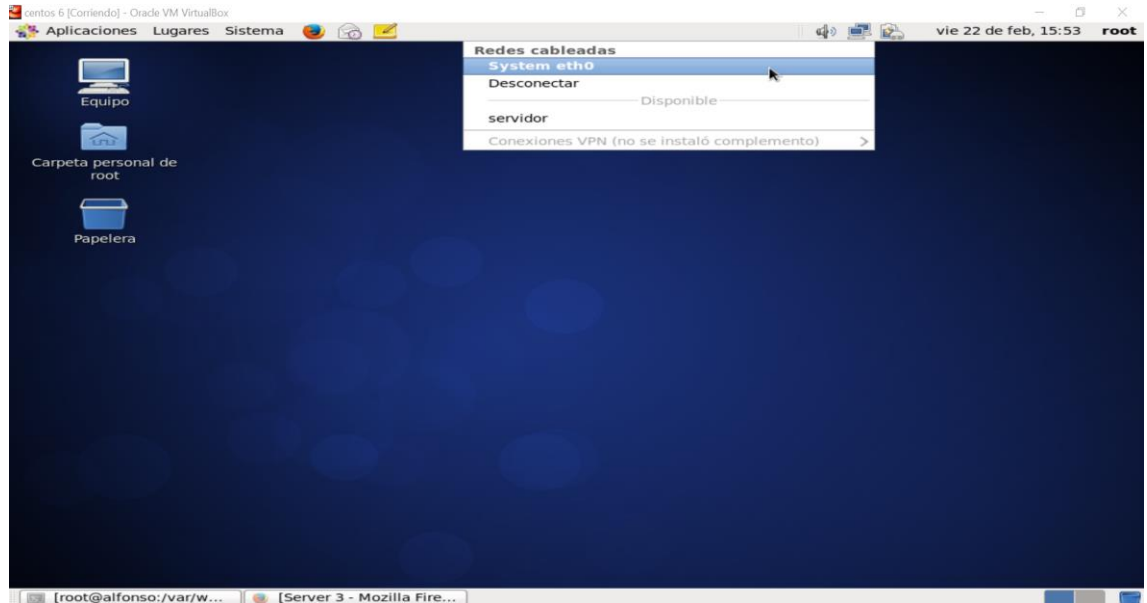 centos 6 [Corriendo] - Oracle VM VirtualBox
Aplicaciones Lugares Sistema vie 22 de feb, 15:53 root
Redes cableadas
System eth0
Desconectar
Disponible
servidor
Conexiones VPN (no se instaló complemento) >
Equipo
Carpeta personal de
root
Papelera
[root@alfonso:/var/w... [Server 3 - Mozilla Fire...